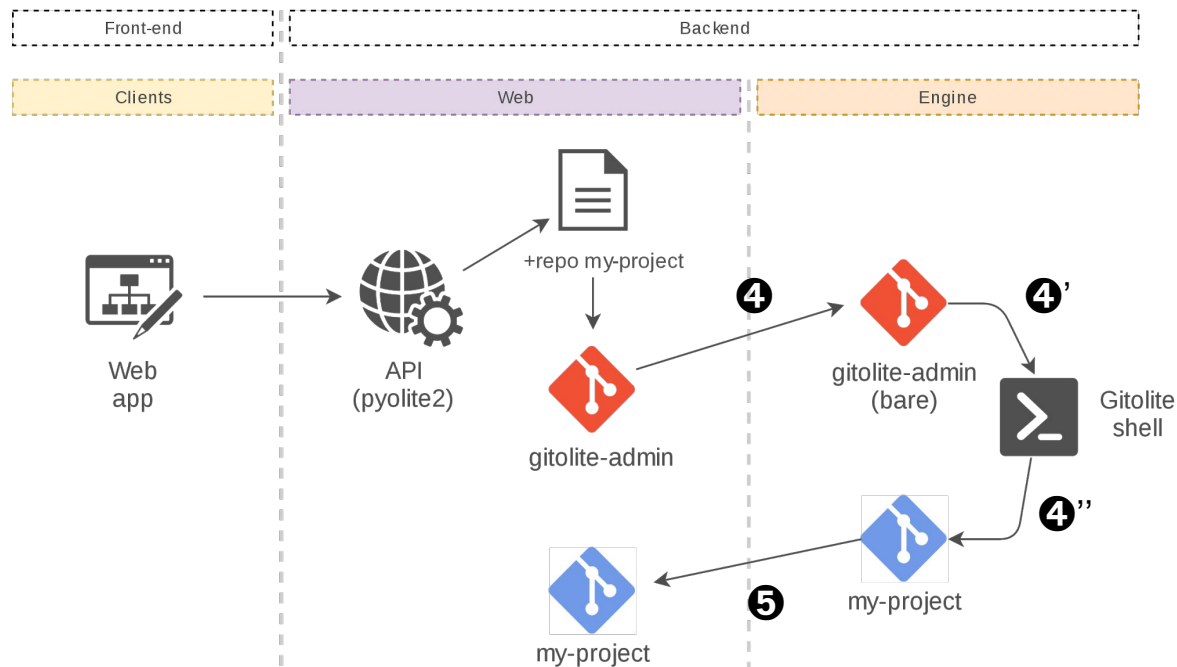 Front-end
Backend
Clients
Web
Engine
+repo my-project
❹
❹’
Web
app
API
(pyolite2)
gitolite-admin
gitolite-admin
(bare)
Gitolite
shell
❹’’
❺
my-project
my-project